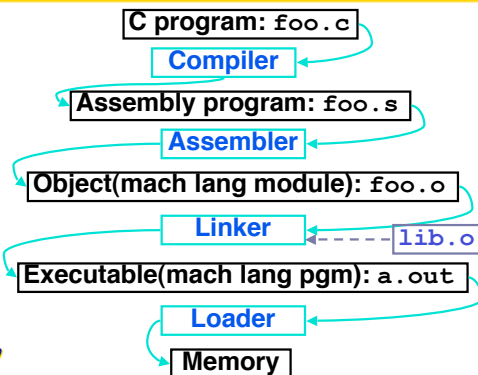 C program: foo.c
Compiler
Assembly program: foo.s
Assembler
Object(mach lang module): foo.o
Linker
lib.o
Executable(mach lang pgm): a.out
Loader
Memory